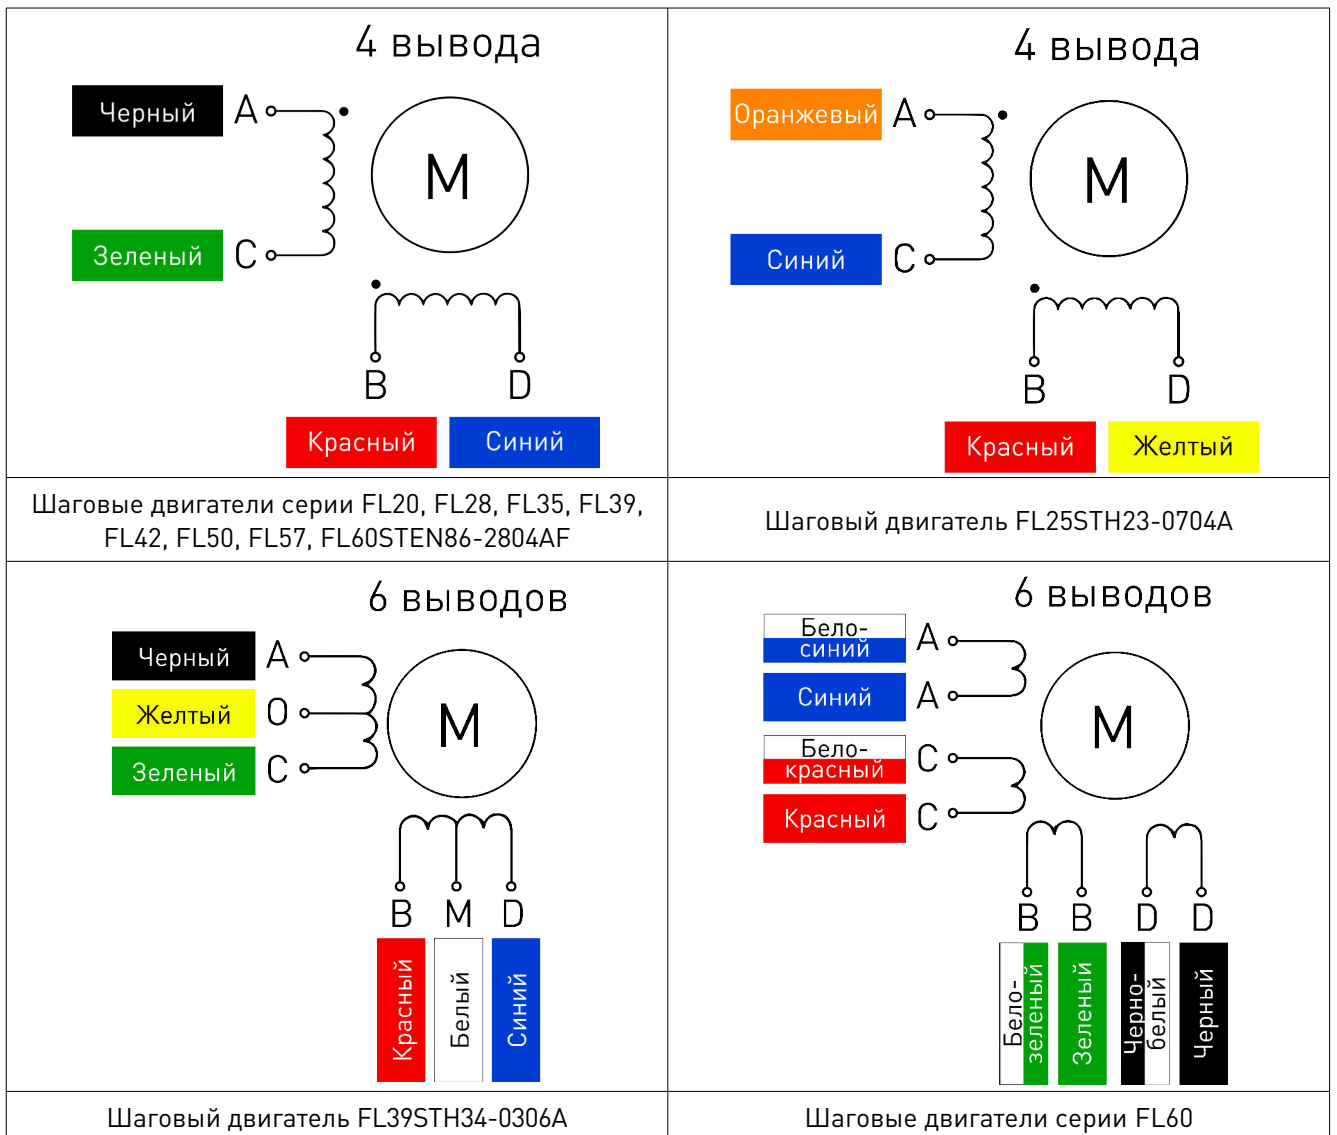 4 вывода
Черный A
M
Зеленый C
B D
Красный Синий
Шаговые двигатели серии FL20, FL28, FL35, FL39,
FL42, FL50, FL57, FL60STEN86-2804AF
4 вывода
Оранжевый A
M
Синий C
B D
Красный Желтый
Шаговый двигатель FL25STH23-0704A
6 выводов
Черный A
Желтый O
Зеленый C
M
B M D
Красный
Белый
Синий
Шаговый двигатель FL39STH34-0306A
6 выводов
Бело-
синий A
Синий A
Бело-
красный C
Красный C
M
B B D D
Бело-
зеленый
Зеленый
Черно-
белый
Черный
Шаговые двигатели серии FL60